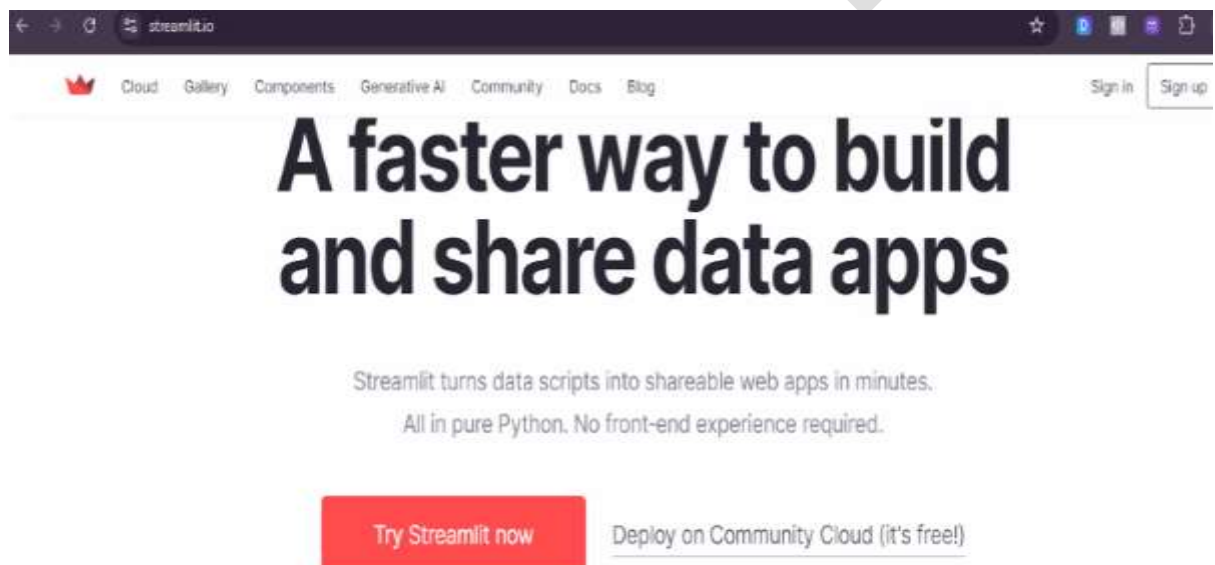 streamlit.io
Cloud Gallery Components Generative AI Community Docs Blog Sign in Sign up
A faster way to build
and share data apps
Streamlit turns data scripts into shareable web apps in minutes.
All in pure Python. No front-end experience required.
Try Streamlit now Deploy on Community Cloud (it's free!)